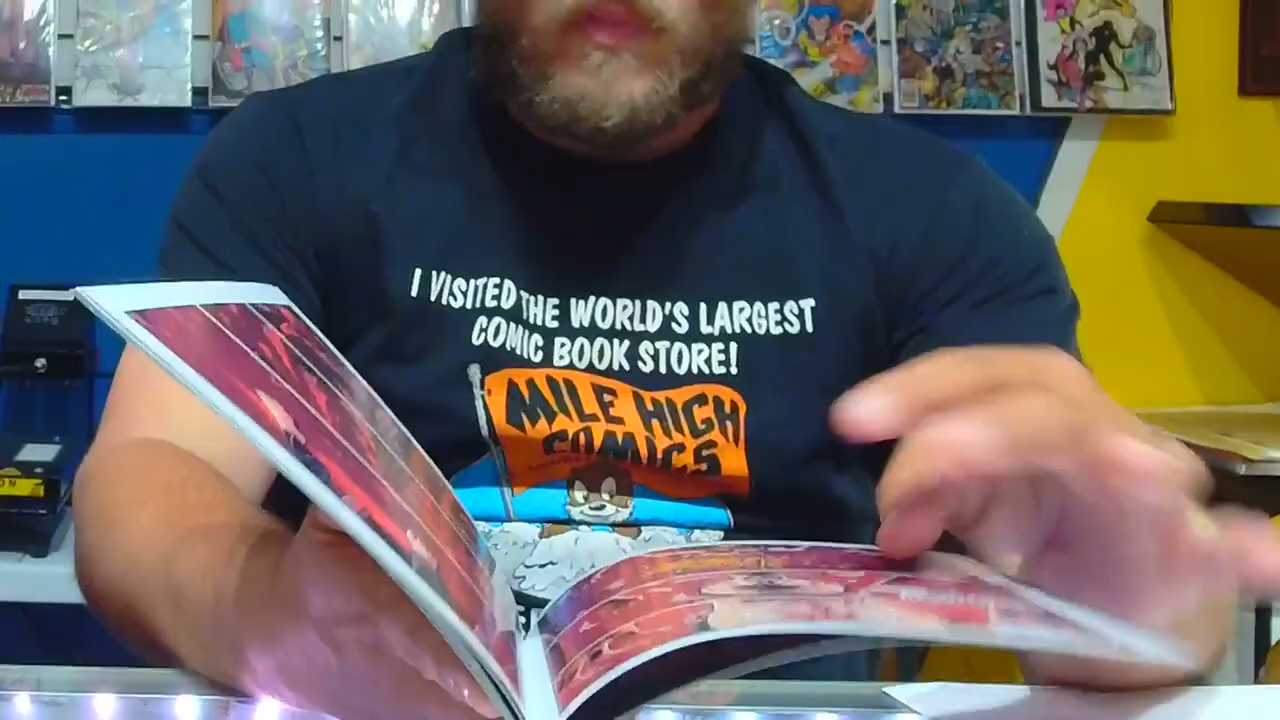 I VISITED THE WORLD'S LARGEST
COMIC BOOK STORE!
MILE HIGH
COMICS